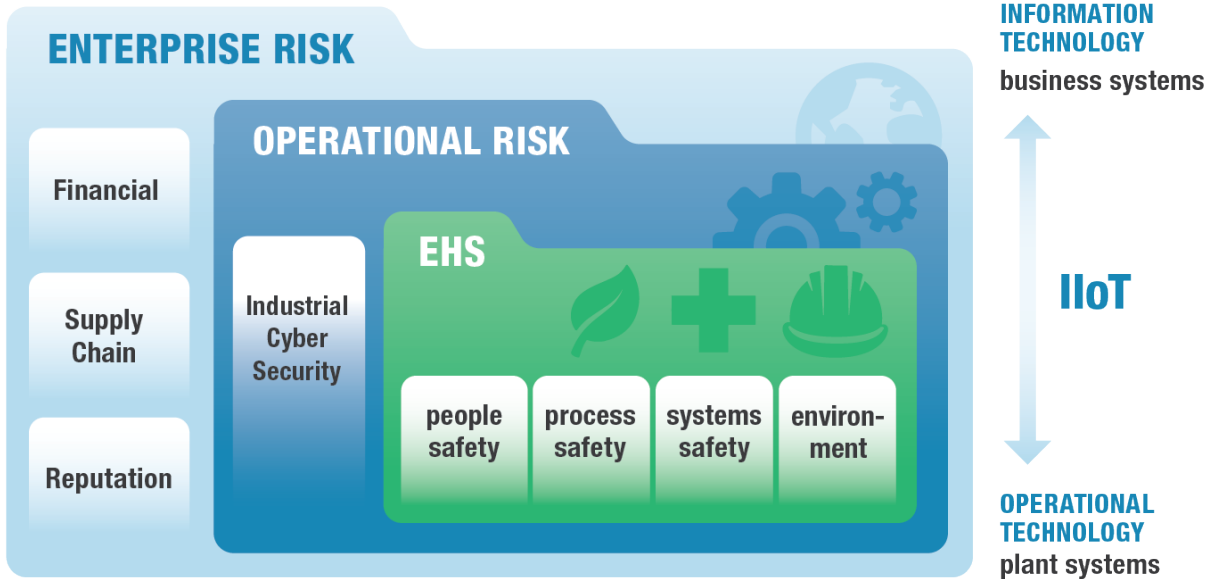 ENTERPRISE RISK
Financial
Supply
Chain
Reputation
OPERATIONAL RISK
Industrial
Cyber
Security
EHS
people
safety
process
safety
systems
safety
environ-
ment
INFORMATION
TECHNOLOGY
business systems
IIoT
OPERATIONAL
TECHNOLOGY
plant systems